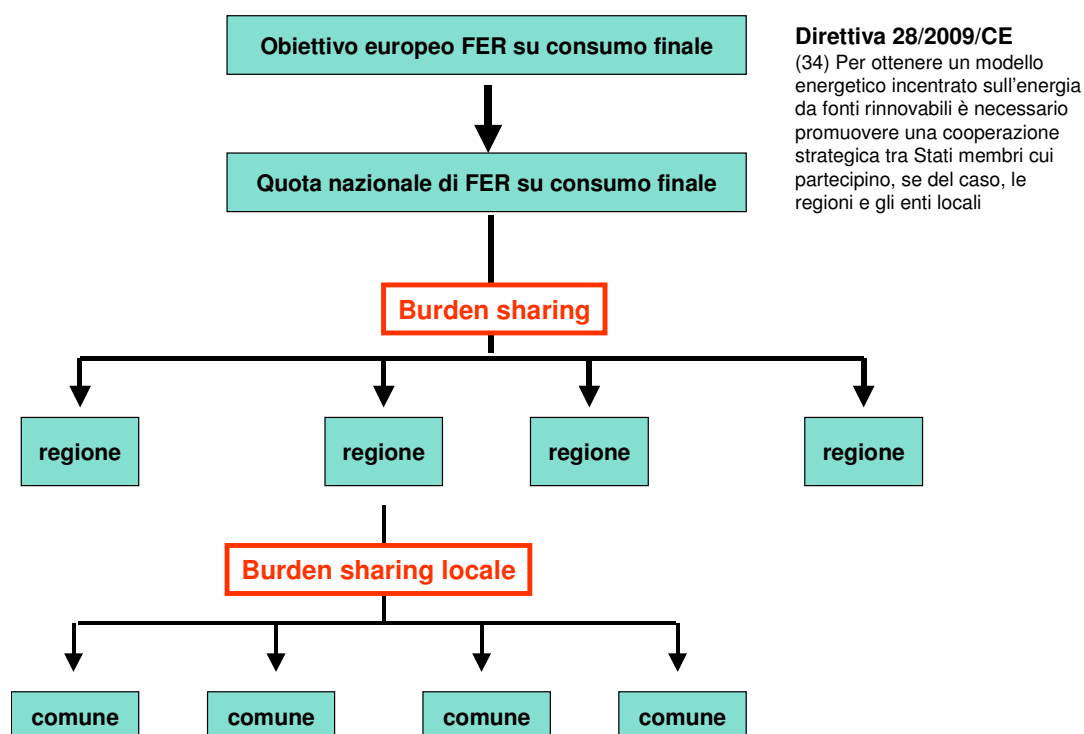 Obiettivo europeo FER su consumo finale
Direttiva 28/2009/CE
(34) Per ottenere un modello
energetico incentrato sull'energia
da fonti rinnovabili è necessario
promuovere una cooperazione
strategica tra Stati membri cui
partecipino, se del caso, le
regioni e gli enti locali
Quota nazionale di FER su consumo finale
Burden sharing
regione
regione
regione
regione
Burden sharing locale
comune
comune
comune
comune